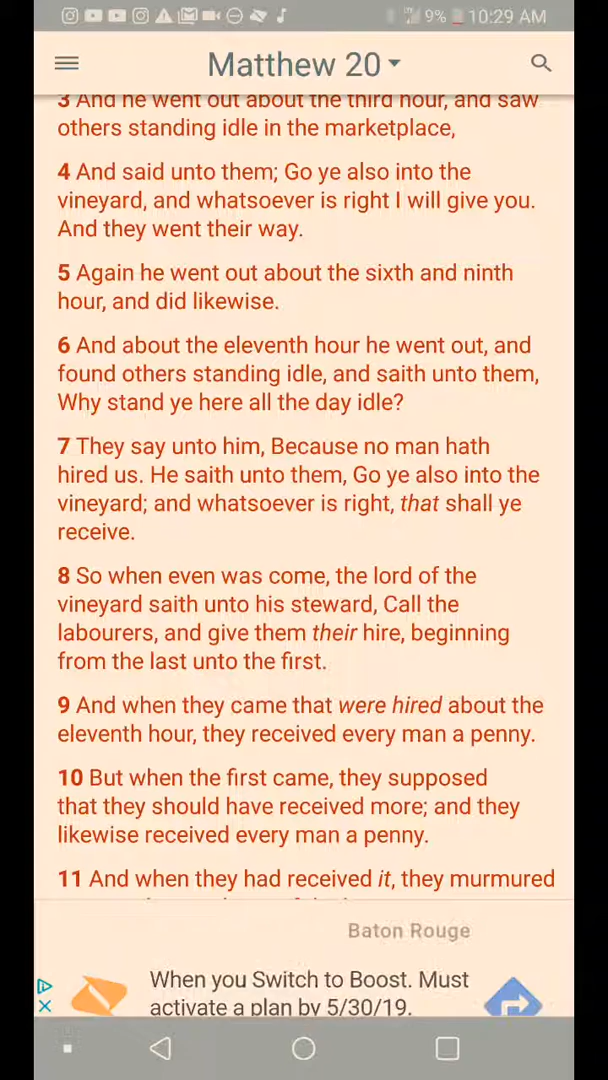 9% 10:29 AM
Matthew 20
3 And he went out about the third hour, and saw
others standing idle in the marketplace,
4 And said unto them; Go ye also into the
vineyard, and whatsoever is right I will give you.
And they went their way.
5 Again he went out about the sixth and ninth
hour, and did likewise.
6 And about the eleventh hour he went out, and
found others standing idle, and saith unto them,
Why stand ye here all the day idle?
7 They say unto him, Because no man hath
hired us. He saith unto them, Go ye also into the
vineyard; and whatsoever is right, that shall ye
receive.
8 So when even was come, the lord of the
vineyard saith unto his steward, Call the
labourers, and give them their hire, beginning
from the last unto the first.
9 And when they came that were hired about the
eleventh hour, they received every man a penny.
10 But when the first came, they supposed
that they should have received more; and they
likewise received every man a penny.
11 And when they had received it, they murmured
Baton Rouge
When you Switch to Boost. Must
activate a plan by 5/30/19.